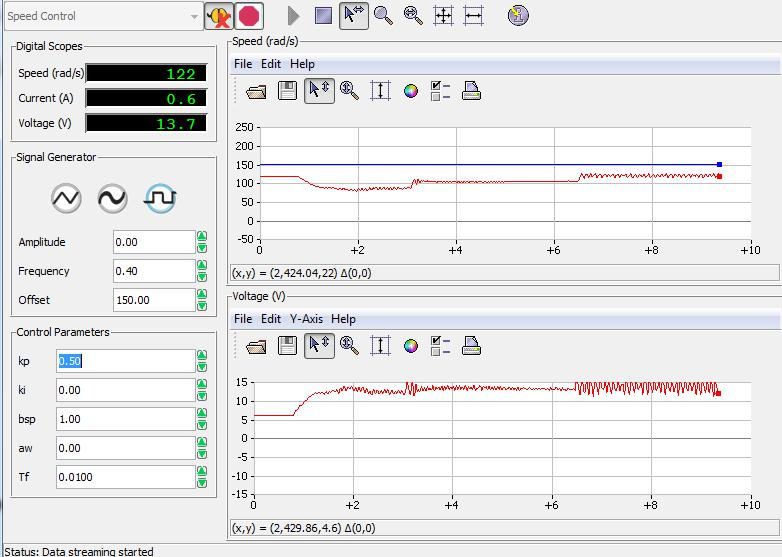 Speed Control
Digital Scopes
Speed (rad/s) 122
Current (A) 0.6
Voltage (V) 13.7
Signal Generator
Amplitude 0.00
Frequency 0.40
Offset 150.00
Control Parameters
kp 0.50
ki 0.00
bsp 1.00
aw 0.00
Tf 0.0100
Speed (rad/s)
File Edit Help
250
200
150
100
50
0
-50
0 +2 +4 +6 +8 +10
(x,y) = (2,424.04,22) Δ(0,0)
Voltage (V)
File Edit Y-Axis Help
15
10
5
0
-5
-10
-15
0 +2 +4 +6 +8 +10
(x,y) = (2,429.86,4.6) Δ(0,0)
Status: Data streaming started